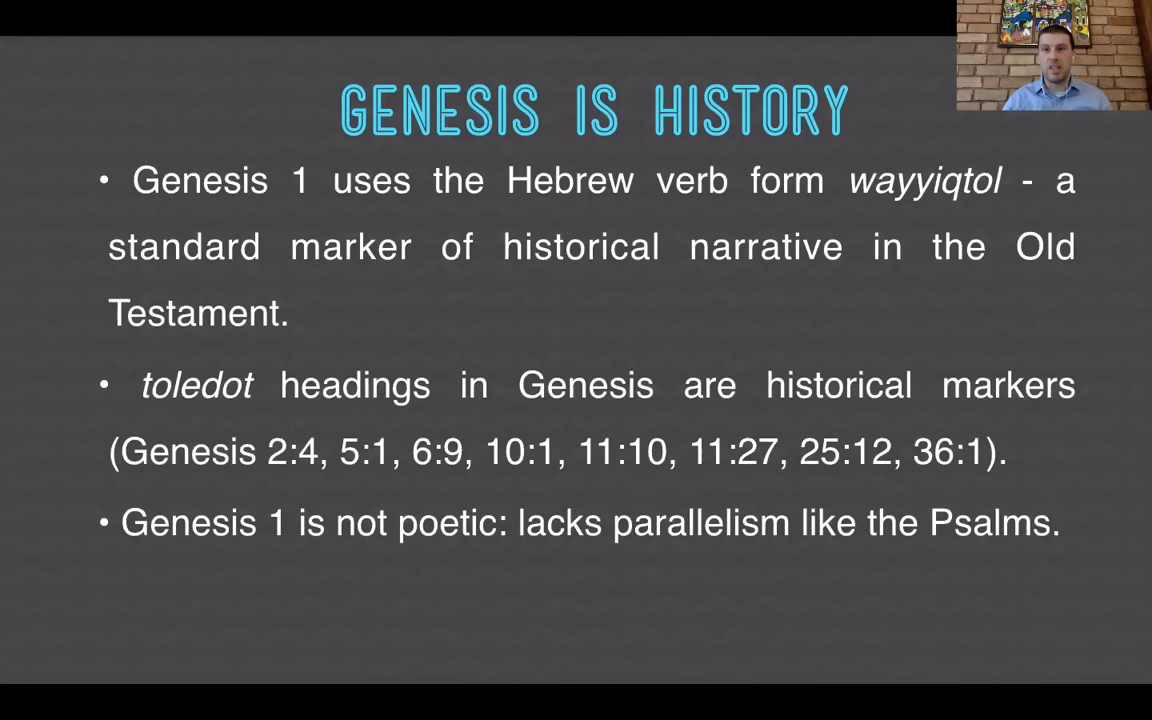 GENESIS IS HISTORY
• Genesis 1 uses the Hebrew verb form wayyiqtol - a
standard marker of historical narrative in the Old
Testament.
• toledot headings in Genesis are historical markers
(Genesis 2:4, 5:1, 6:9, 10:1, 11:10, 11:27, 25:12, 36:1).
• Genesis 1 is not poetic: lacks parallelism like the Psalms.